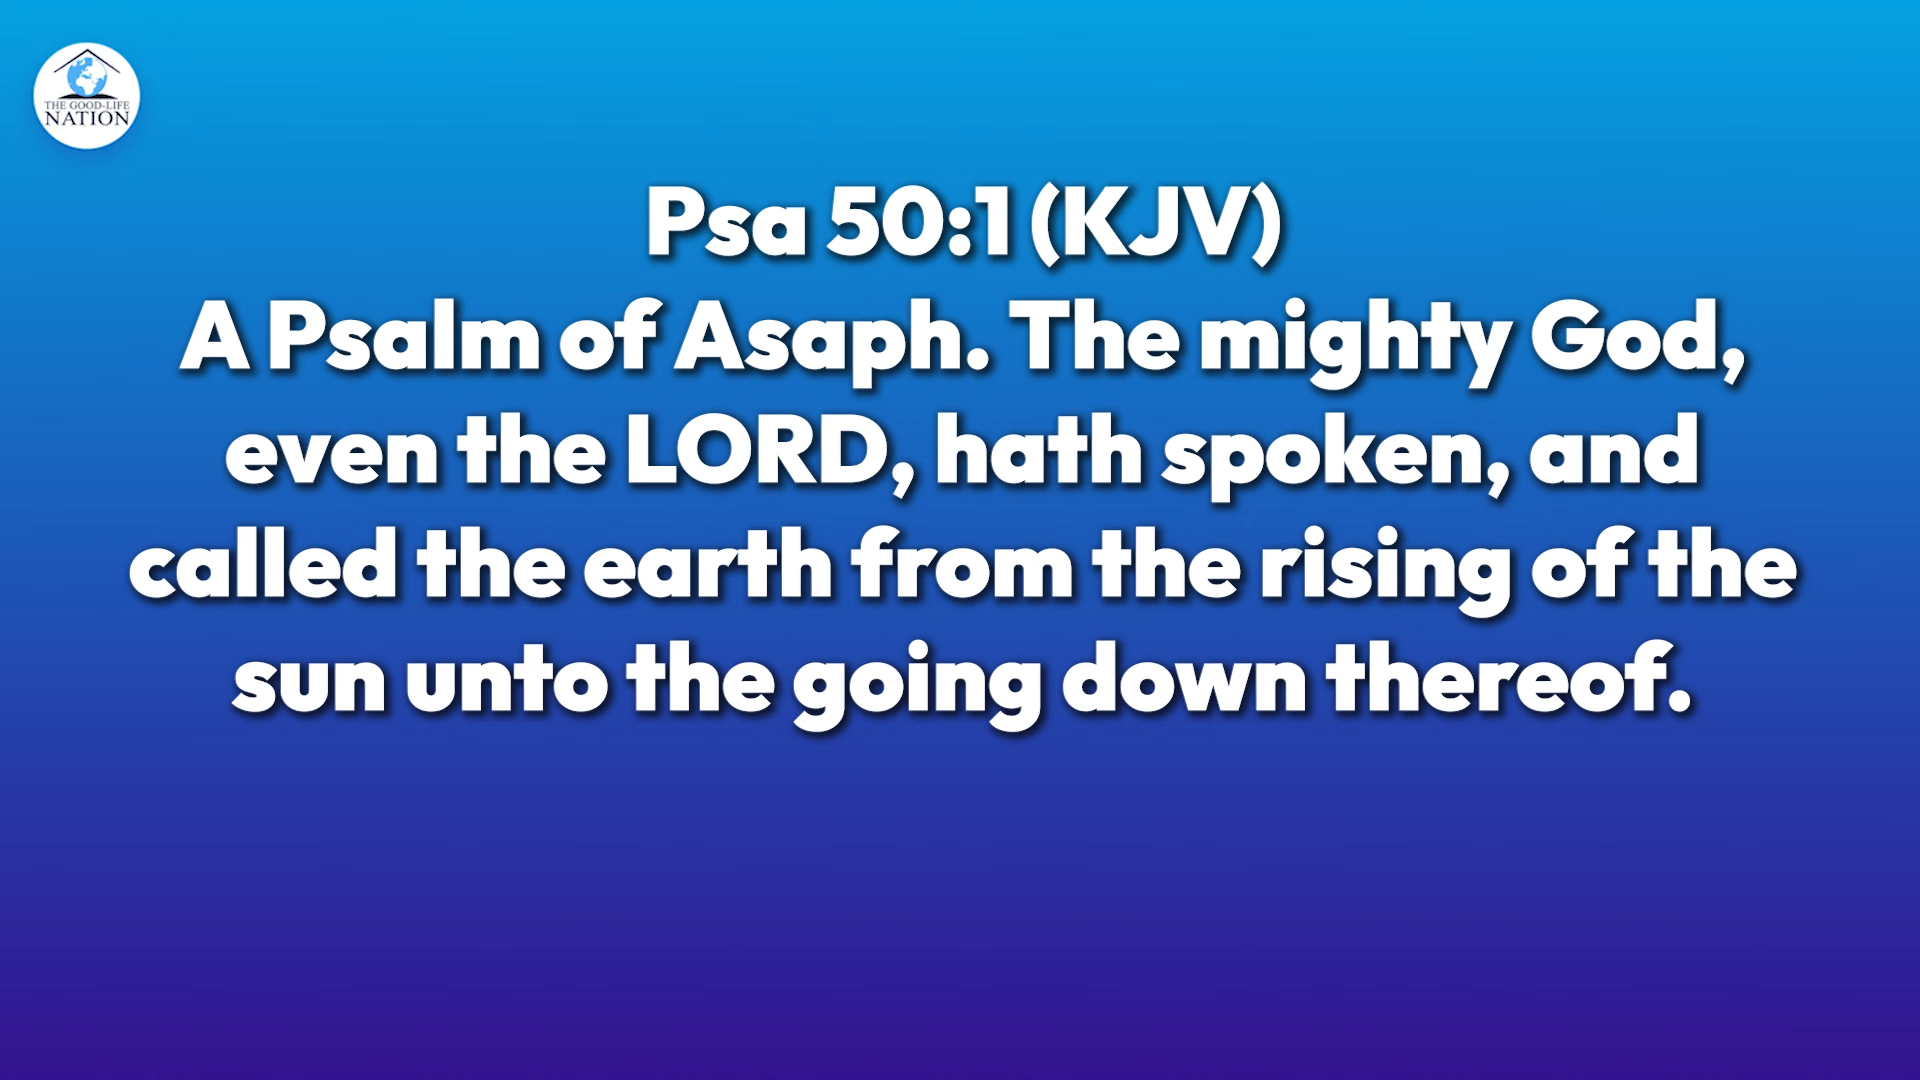 THE GOOD-LIFE
NATION
Psa 50:1 (KJV)
A Psalm of Asaph. The mighty God,
even the LORD, hath spoken, and
called the earth from the rising of the
sun unto the going down thereof.